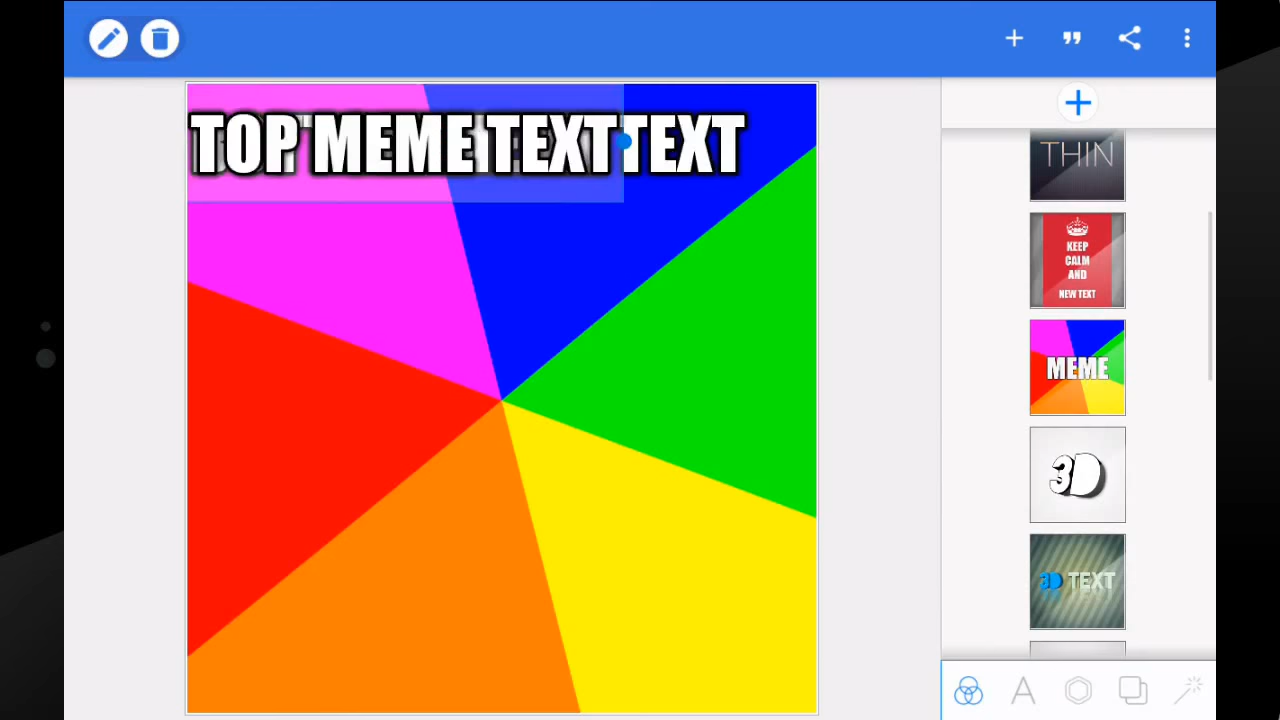 TOP MEME TEXT TEXT
THIN
KEEP
CALM
AND
NEW TEXT
MEME
3D
3D TEXT